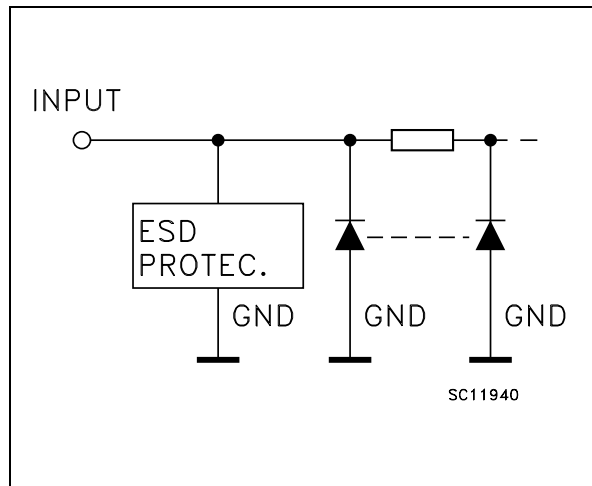 INPUT
ESD
PROTEC.
GND
GND
GND
SC11940